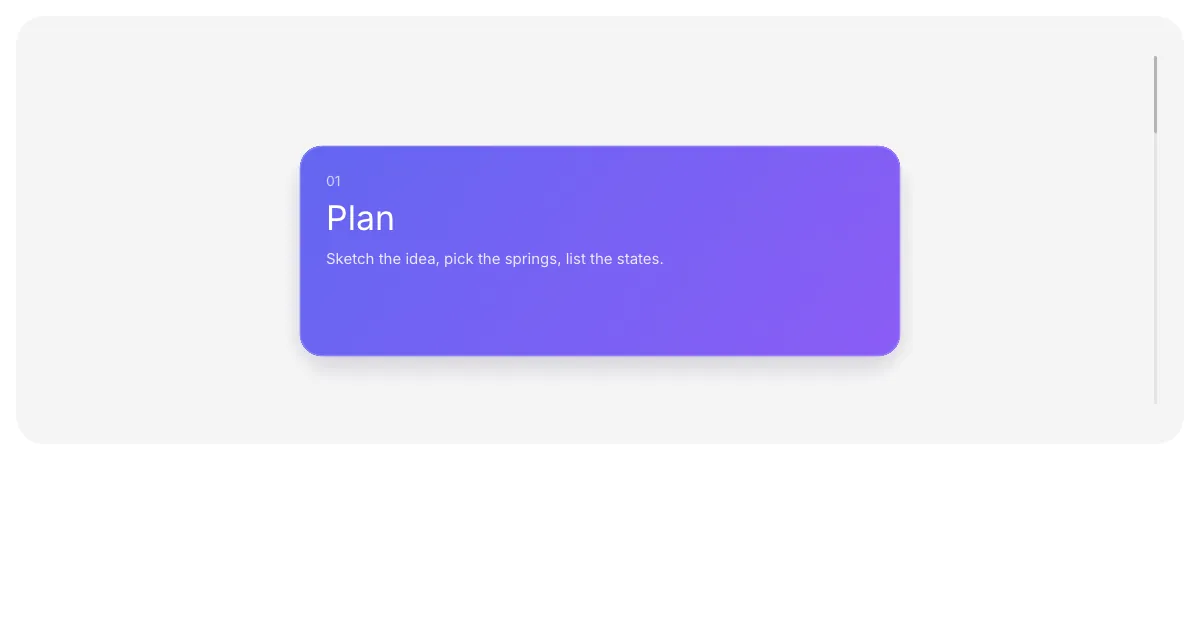 01
Plan
Sketch the idea, pick the springs, list the states.